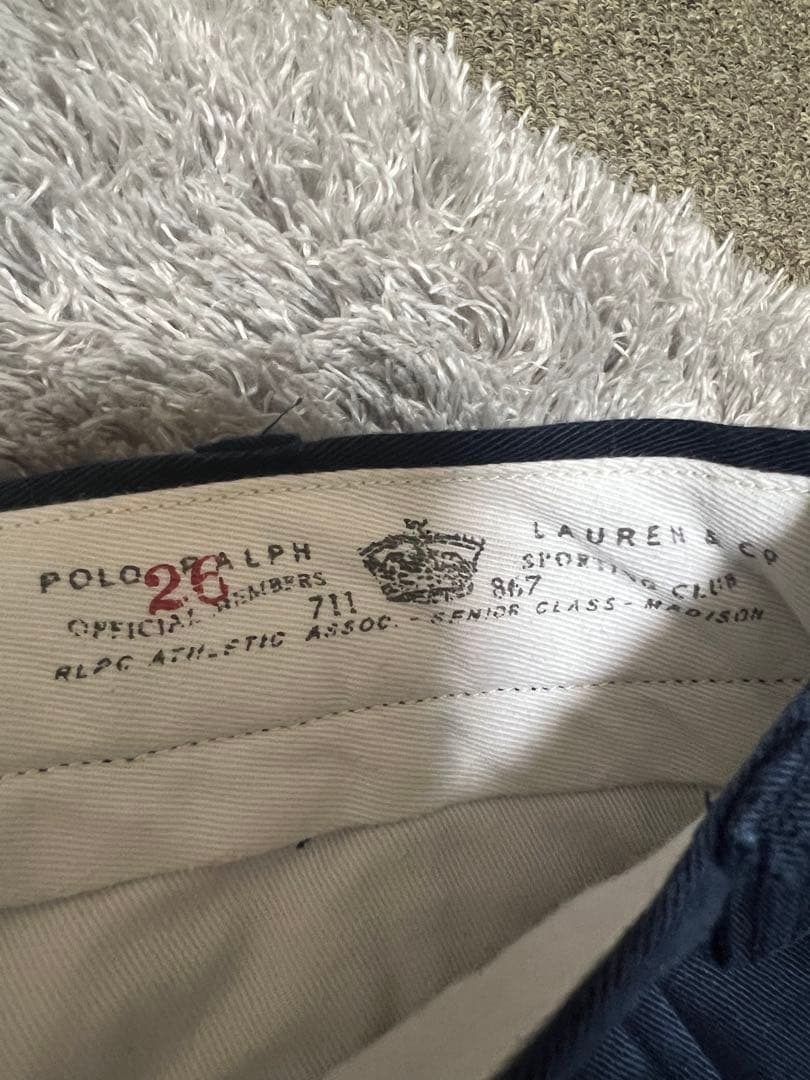 POLO RALPH LAUREN & CO
26
OFFICIAL MEMBERS SPORTING CLUB
711 867
RLPC ATHLETIC ASSOC. - SENIOR CLASS - MADISON